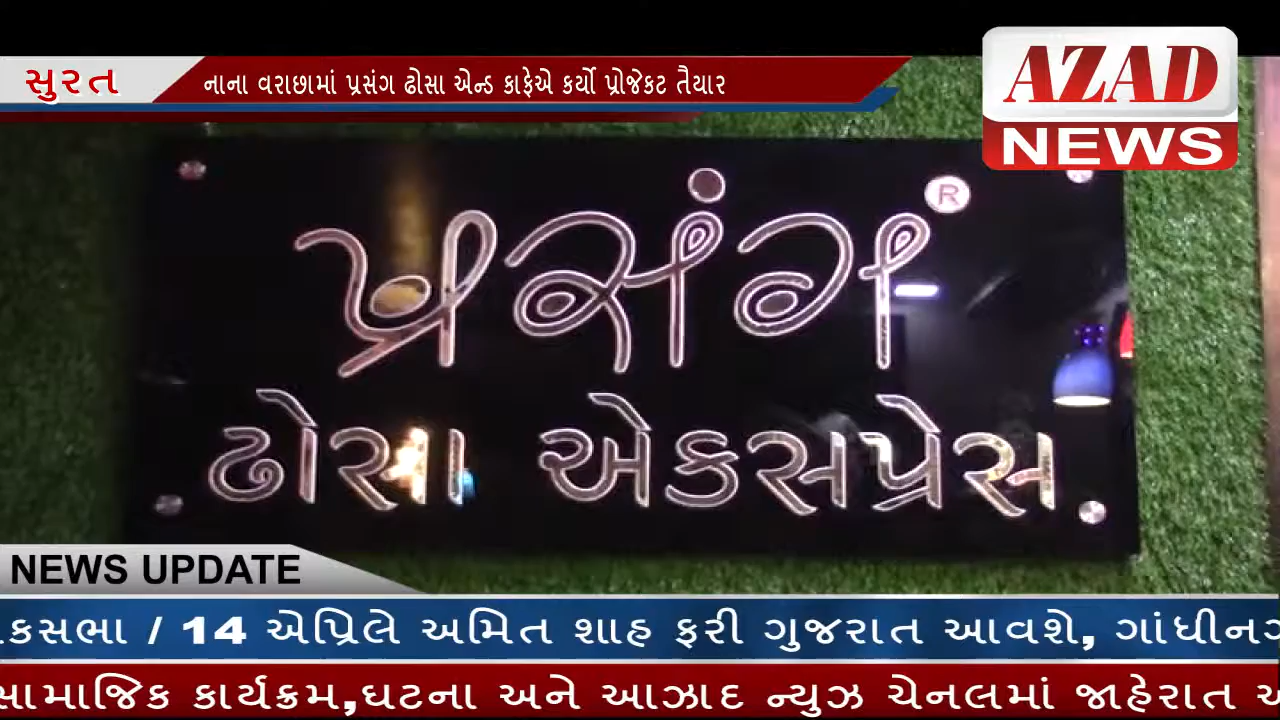 સુરત
નાના વરાછામાં પ્રસંગ ઢોસા એન્ડ કાફેએ કર્યો પ્રોજેક્ટ તૈયાર
AZAD
NEWS
પ્રસંગ ®
ઢોસા એકસપ્રેસ
NEWS UPDATE
કસભા / 14 એપ્રિલે અમિત શાહ ફરી ગુજરાત આવશે, ગાંધીનગ
સામાજિક કાર્યક્રમ,ઘટના અને આઝાદ ન્યુઝ ચેનલમાં જાહેરાત